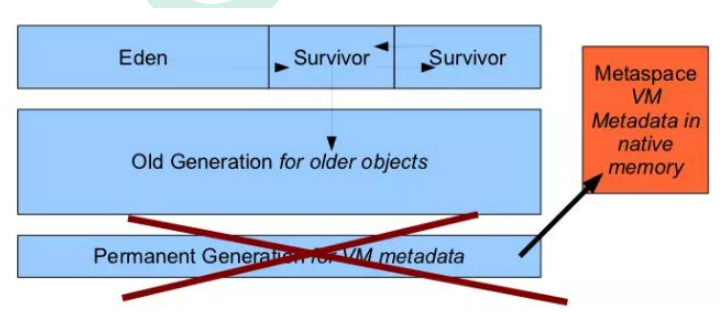 Eden
Survivor
Survivor
Old Generation for older objects
Permanent Generation for VM metadata
Metaspace
VM
Metadata in
native
memory